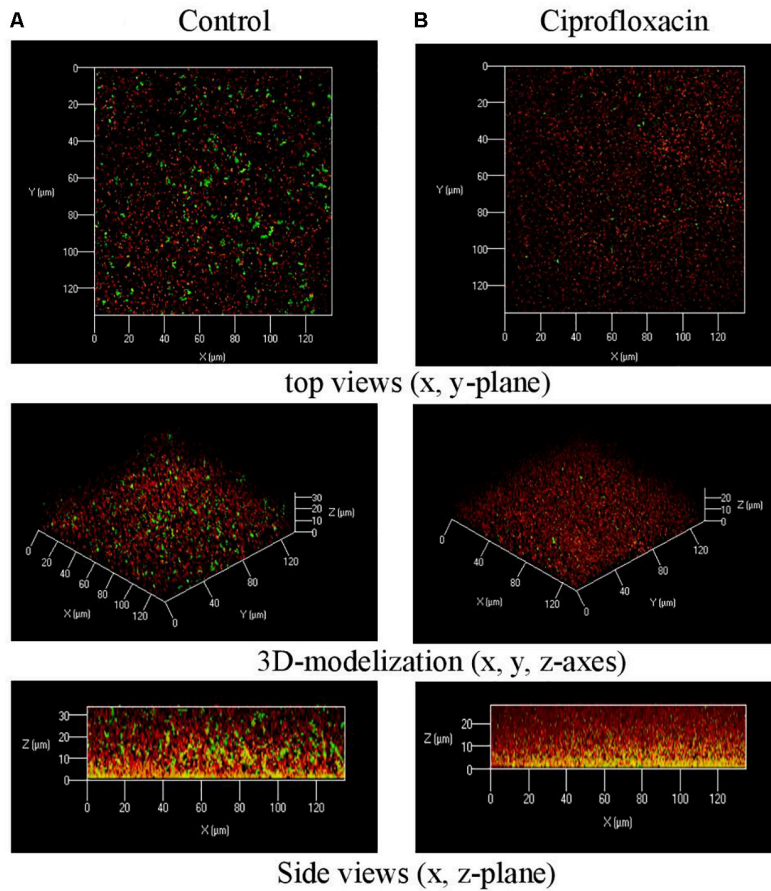 A Control
B Ciprofloxacin
0
20
40
60
80
100
120
Y (µm)
0 20 40 60 80 100 120
X (µm)
0
20
40
60
80
100
120
Y (µm)
0 20 40 60 80 100 120
X (µm)
top views (x, y-plane)
30
20
10
0
Z (µm)
0 20 40 60 80 100 120
X (µm)
0 40 80 120
Y (µm)
20
10
0
Z (µm)
0 40 80 120
X (µm)
0 40 80 120
Y (µm)
3D-modelization (x, y, z-axes)
30
20
10
0
Z (µm)
0 20 40 60 80 100 120
X (µm)
20
10
0
Z (µm)
0 20 40 60 80 100 120
X (µm)
Side views (x, z-plane)